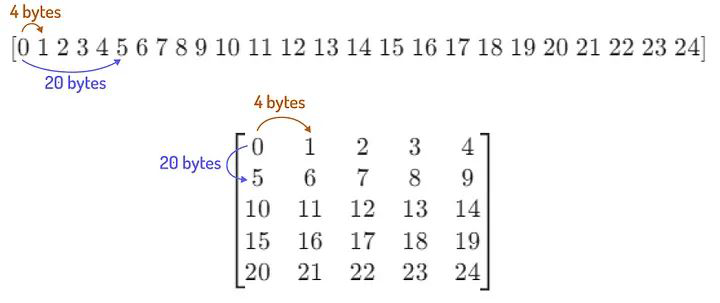 4 bytes
[0 1 2 3 4 5 6 7 8 9 10 11 12 13 14 15 16 17 18 19 20 21 22 23 24]
20 bytes
4 bytes
20 bytes
0 1 2 3 4
5 6 7 8 9
10 11 12 13 14
15 16 17 18 19
20 21 22 23 24